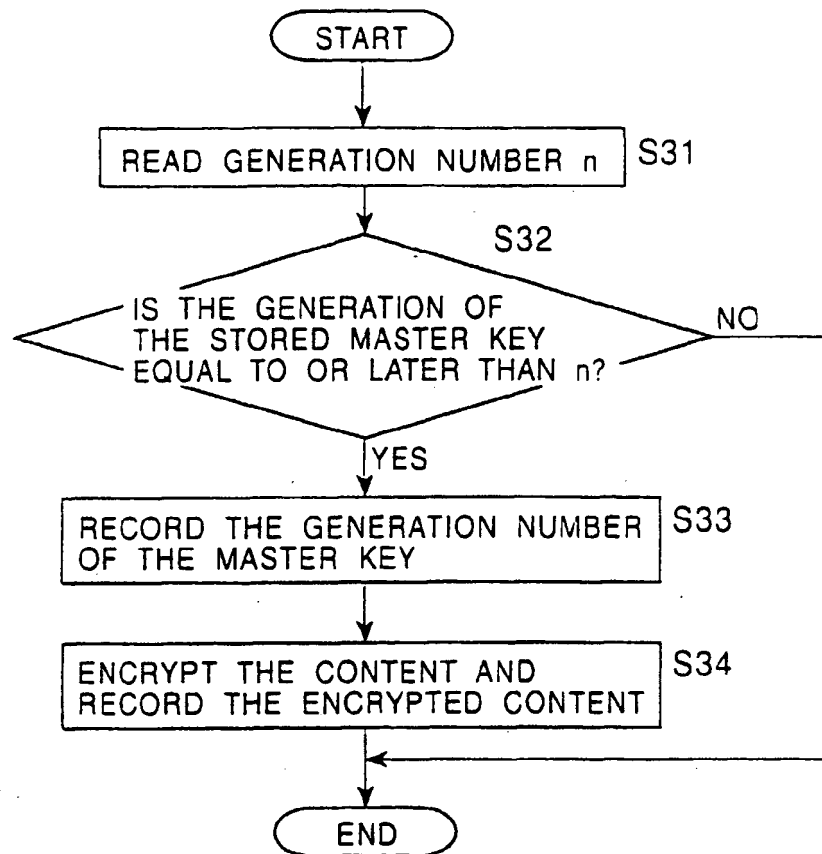 START
READ GENERATION NUMBER n
S31
S32
IS THE GENERATION OF
THE STORED MASTER KEY
EQUAL TO OR LATER THAN n?
NO
YES
RECORD THE GENERATION NUMBER
OF THE MASTER KEY
S33
ENCRYPT THE CONTENT AND
RECORD THE ENCRYPTED CONTENT
S34
END